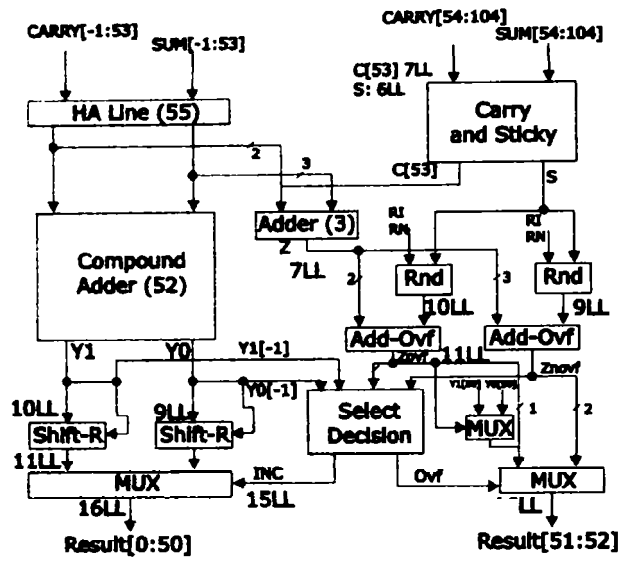 CARRY[-1:53]
SUM[-1:53]
CARRY[54:104]
SUM[54:104]
C[53] 7LL
S: 6LL
HA Line (55)
Carry
and Sticky
2
3
C[53]
S
Adder (3)
Z
7LL
RI
RN
RI
RN
Compound
Adder (52)
2
Rnd
3
Rnd
10LL
9LL
Add-Ovf
Add-Ovf
Y1
Y0
Y1[-1]
Zovf
11LL
Znovf
Y0[-1]
10LL
9LL
Shift-R
Shift-R
Select
Decision
MUX
1
2
11LL
MUX
INC
15LL
Ovf
MUX
16LL
LL
Result[0:50]
Result[51:52]